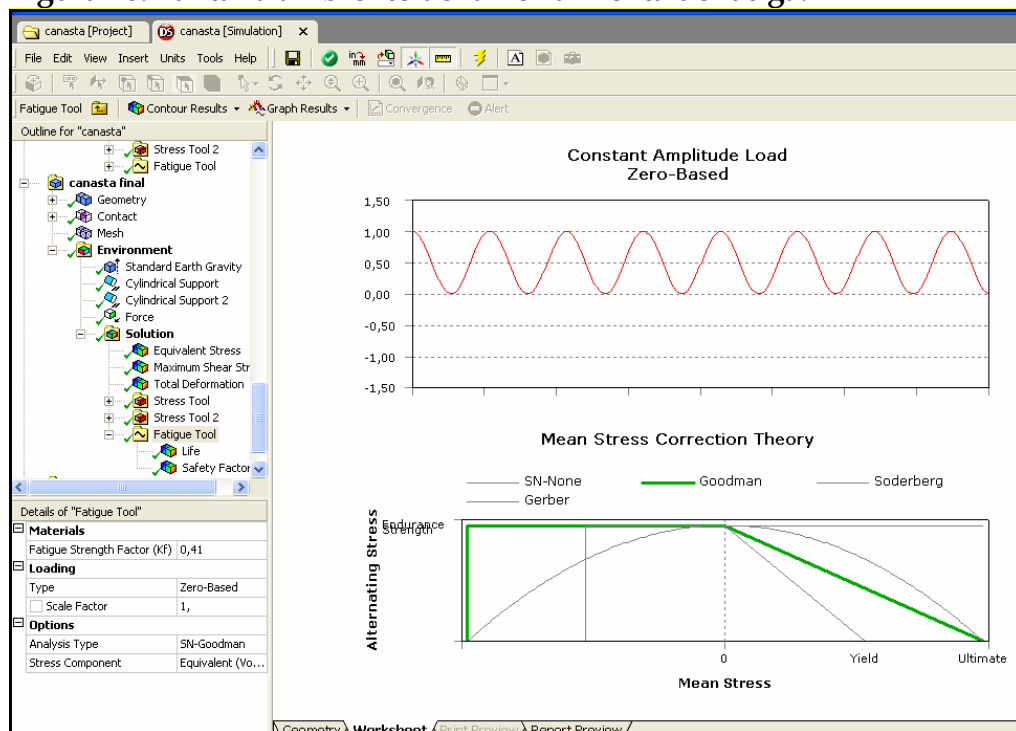 canasta [Project]
canasta [Simulation]
File Edit View Insert Units Tools Help
Fatigue Tool Contour Results Graph Results Convergence Alert
Outline for "canasta"
Stress Tool 2
Fatigue Tool
canasta final
Geometry
Contact
Mesh
Environment
Standard Earth Gravity
Cylindrical Support
Cylindrical Support 2
Force
Solution
Equivalent Stress
Maximum Shear Str
Total Deformation
Stress Tool
Stress Tool 2
Fatigue Tool
Life
Safety Factor
Details of "Fatigue Tool"
Materials
Fatigue Strength Factor (Kf) 0,41
Loading
Type Zero-Based
Scale Factor 1,
Options
Analysis Type SN-Goodman
Stress Component Equivalent (Vo...
Constant Amplitude Load
Zero-Based
1,50
1,00
0,50
0,00
-0,50
-1,00
-1,50
Mean Stress Correction Theory
SN-None Goodman Soderberg
Gerber
Alternating Stress
Endurance
Strength
0 Yield Ultimate
Mean Stress
Geometry Worksheet Print Preview Report Preview